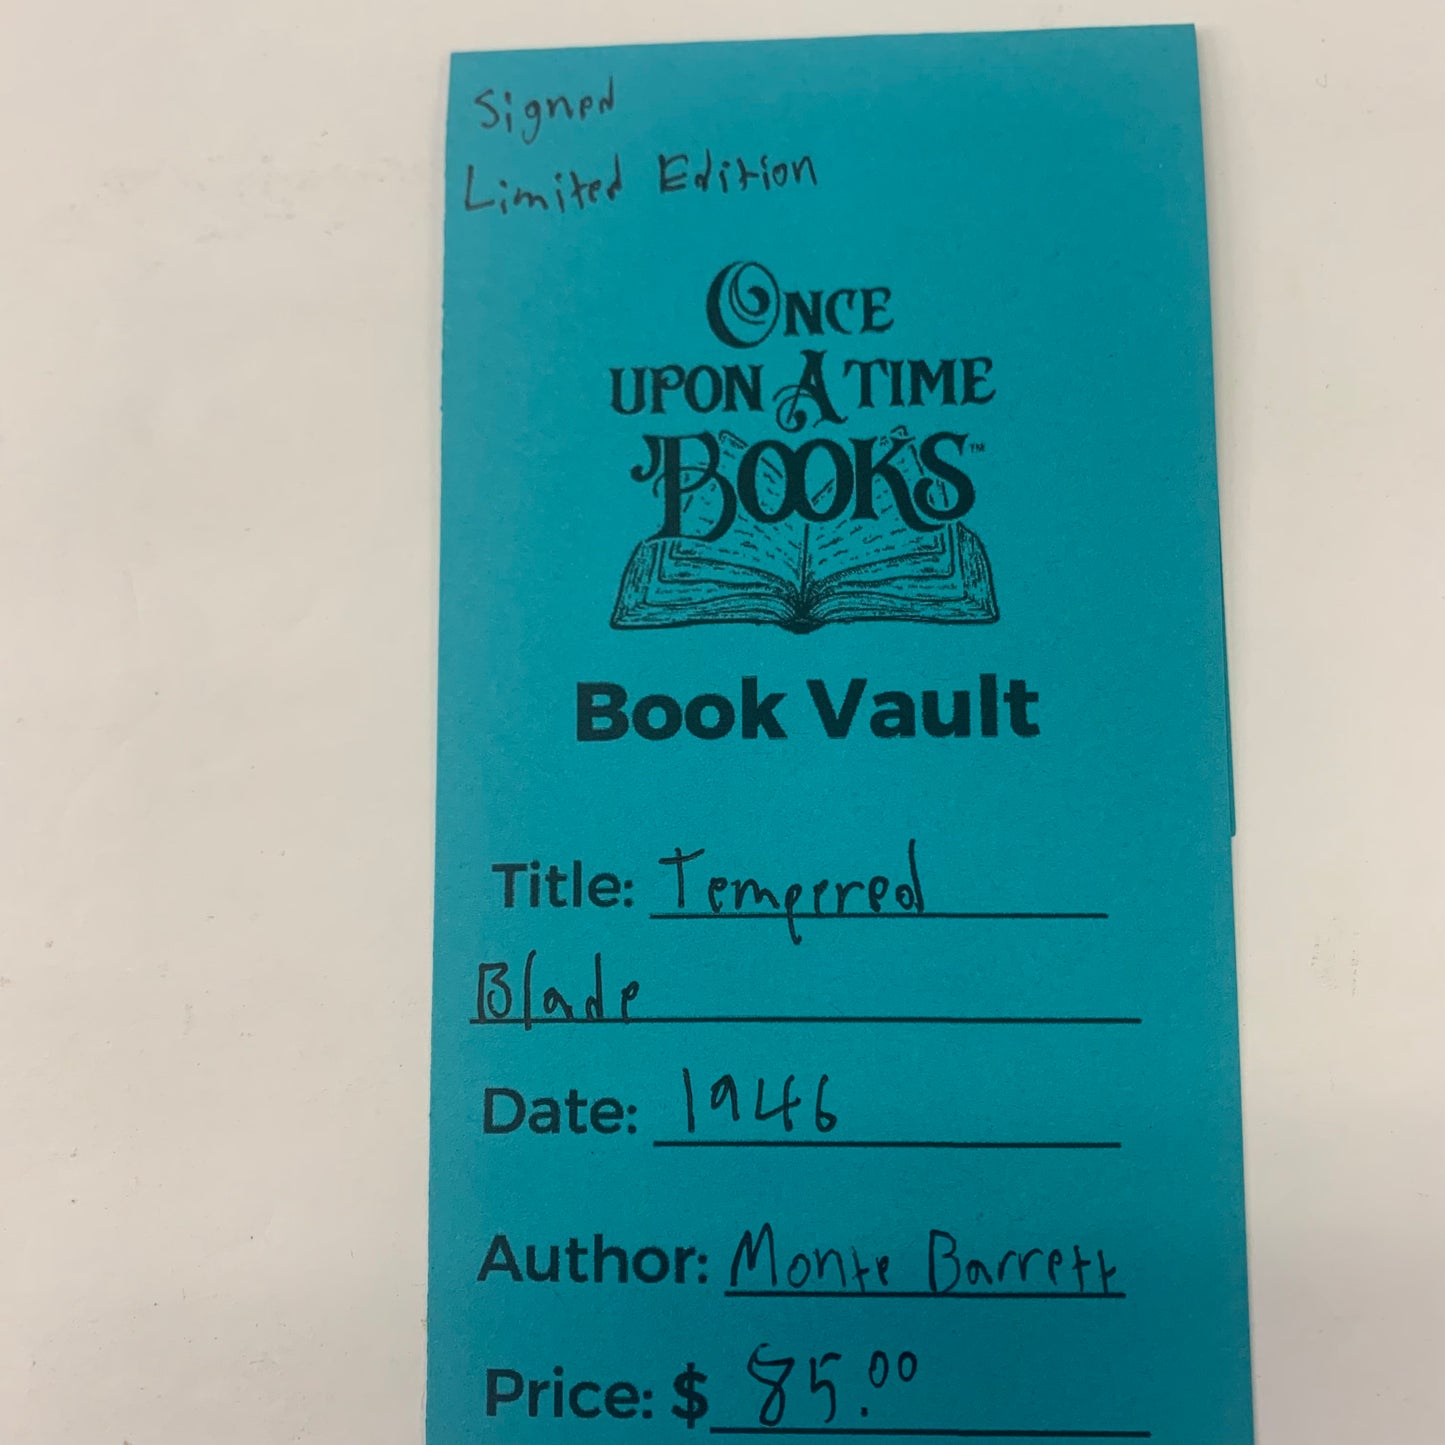 Signed
Limited Edition
ONCE
UPON A TIME
BOOKS™
Book Vault
Title: Tempered
Blade
Date: 1946
Author: Monte Barrett
Price: $ 85.00